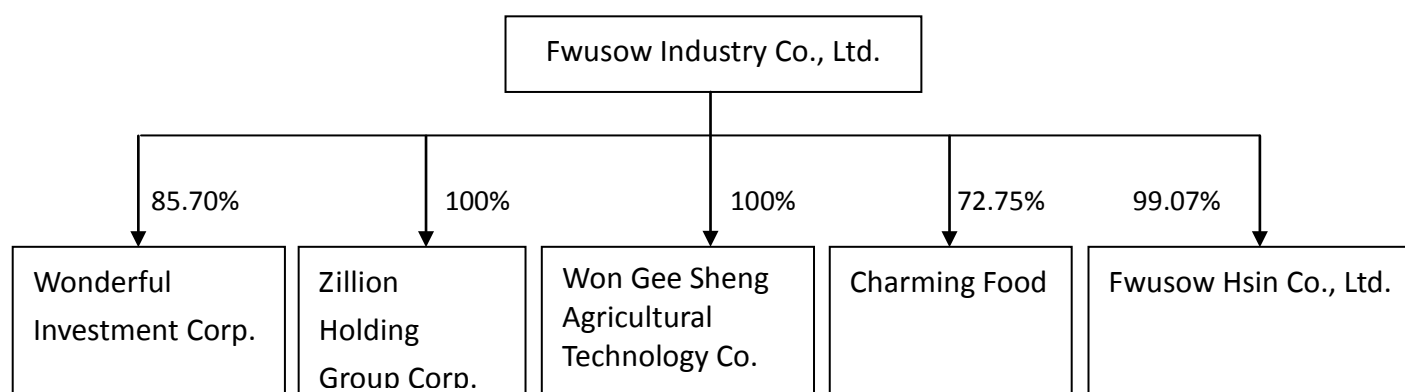 Fwusow Industry Co., Ltd.
85.70%
100%
100%
72.75%
99.07%
Wonderful
Investment Corp.
Zillion
Holding
Group Corp.
Won Gee Sheng
Agricultural
Technology Co.
Charming Food
Fwusow Hsin Co., Ltd.